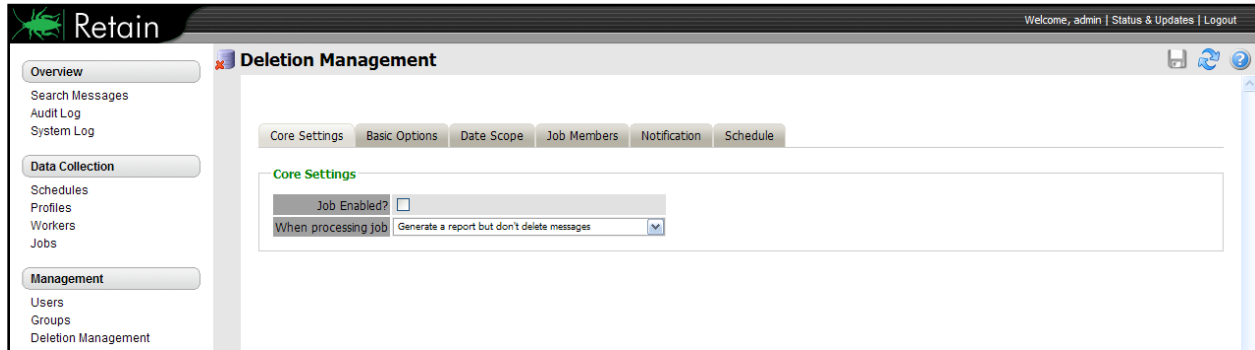 Retain
Welcome, admin | Status & Updates | Logout
Overview
Search Messages
Audit Log
System Log
Data Collection
Schedules
Profiles
Workers
Jobs
Management
Users
Groups
Deletion Management
Deletion Management
Core Settings Basic Options Date Scope Job Members Notification Schedule
Core Settings
Job Enabled?
When processing job Generate a report but don't delete messages